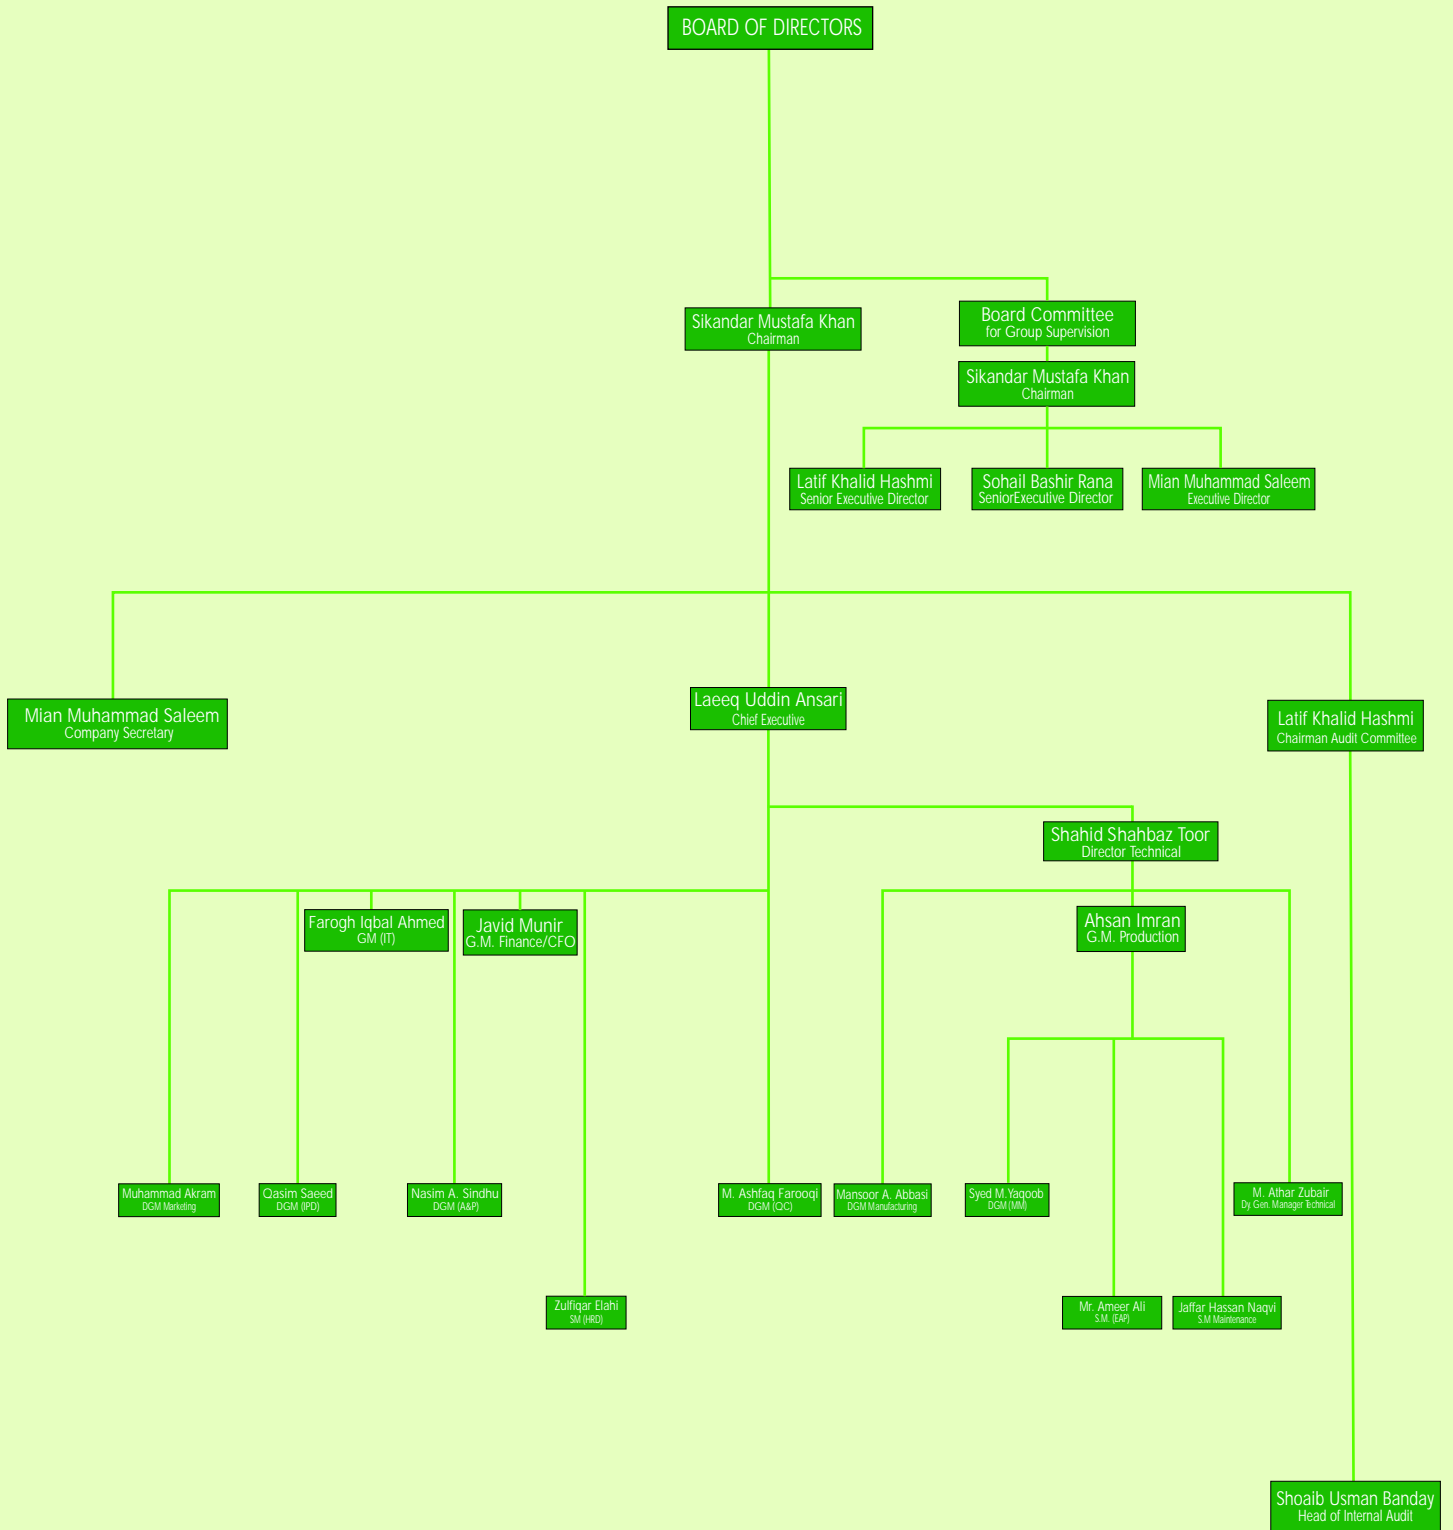 BOARD OF DIRECTORS
Sikandar Mustafa Khan
Chairman
Board Committee
for Group Supervision
Sikandar Mustafa Khan
Chairman
Latif Khalid Hashmi
Senior Executive Director
Sohail Bashir Rana
SeniorExecutive Director
Mian Muhammad Saleem
Executive Director
Mian Muhammad Saleem
Company Secretary
Laeeq Uddin Ansari
Chief Executive
Latif Khalid Hashmi
Chairman Audit Committee
Shahid Shahbaz Toor
Director Technical
Farogh Iqbal Ahmed
GM (IT)
Javid Munir
G.M. Finance/CFO
Ahsan Imran
G.M. Production
Muhammad Akram
DGM Marketing
Qasim Saeed
DGM (IPD)
Nasim A. Sindhu
DGM (A&P)
M. Ashfaq Farooqi
DGM (QC)
Mansoor A. Abbasi
DGM Manufacturing
Syed M.Yaqoob
DGM (MM)
M. Athar Zubair
Dy. Gen. Manager Technical
Zulfiqar Elahi
SM (HRD)
Mr. Ameer Ali
S.M. (EAP)
Jaffar Hassan Naqvi
S.M Maintenance
Shoaib Usman Banday
Head of Internal Audit